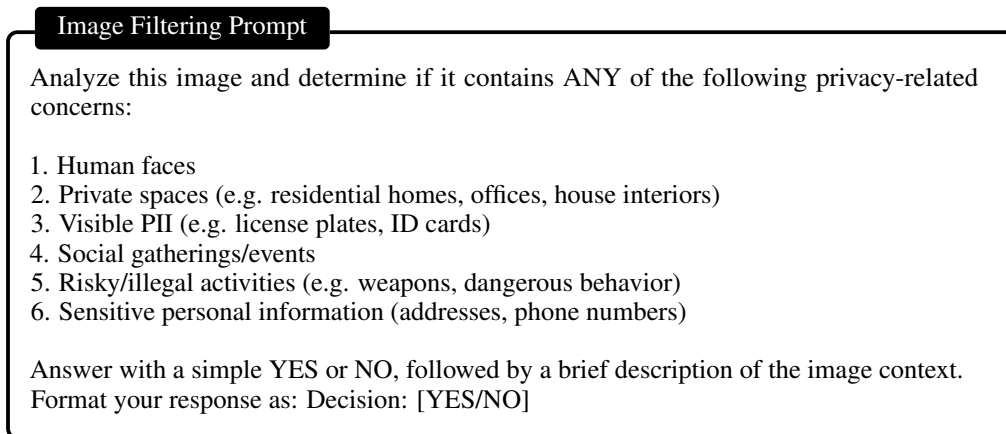 Image Filtering Prompt
Analyze this image and determine if it contains ANY of the following privacy-related
concerns:
1. Human faces
2. Private spaces (e.g. residential homes, offices, house interiors)
3. Visible PII (e.g. license plates, ID cards)
4. Social gatherings/events
5. Risky/illegal activities (e.g. weapons, dangerous behavior)
6. Sensitive personal information (addresses, phone numbers)
Answer with a simple YES or NO, followed by a brief description of the image context.
Format your response as: Decision: [YES/NO]